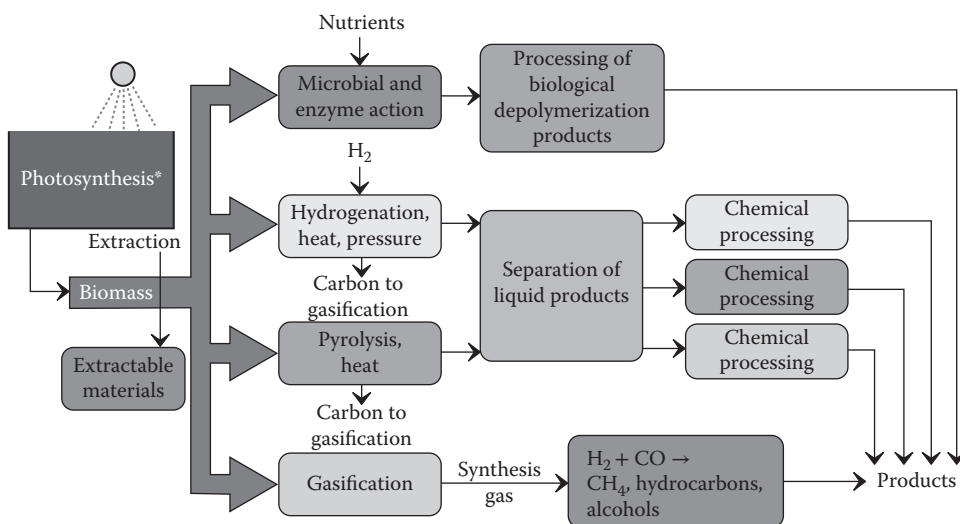 Nutrients
Microbial and
enzyme action
Processing of
biological
depolymerization
products
Photosynthesis*
H₂
Hydrogenation,
heat, pressure
Chemical
processing
Extraction
Biomass
Carbon to
gasification
Separation of
liquid products
Chemical
processing
Extractable
materials
Pyrolysis,
heat
Chemical
processing
Carbon to
gasification
Gasification
Synthesis
gas
H₂ + CO →
CH₄, hydrocarbons,
alcohols
Products